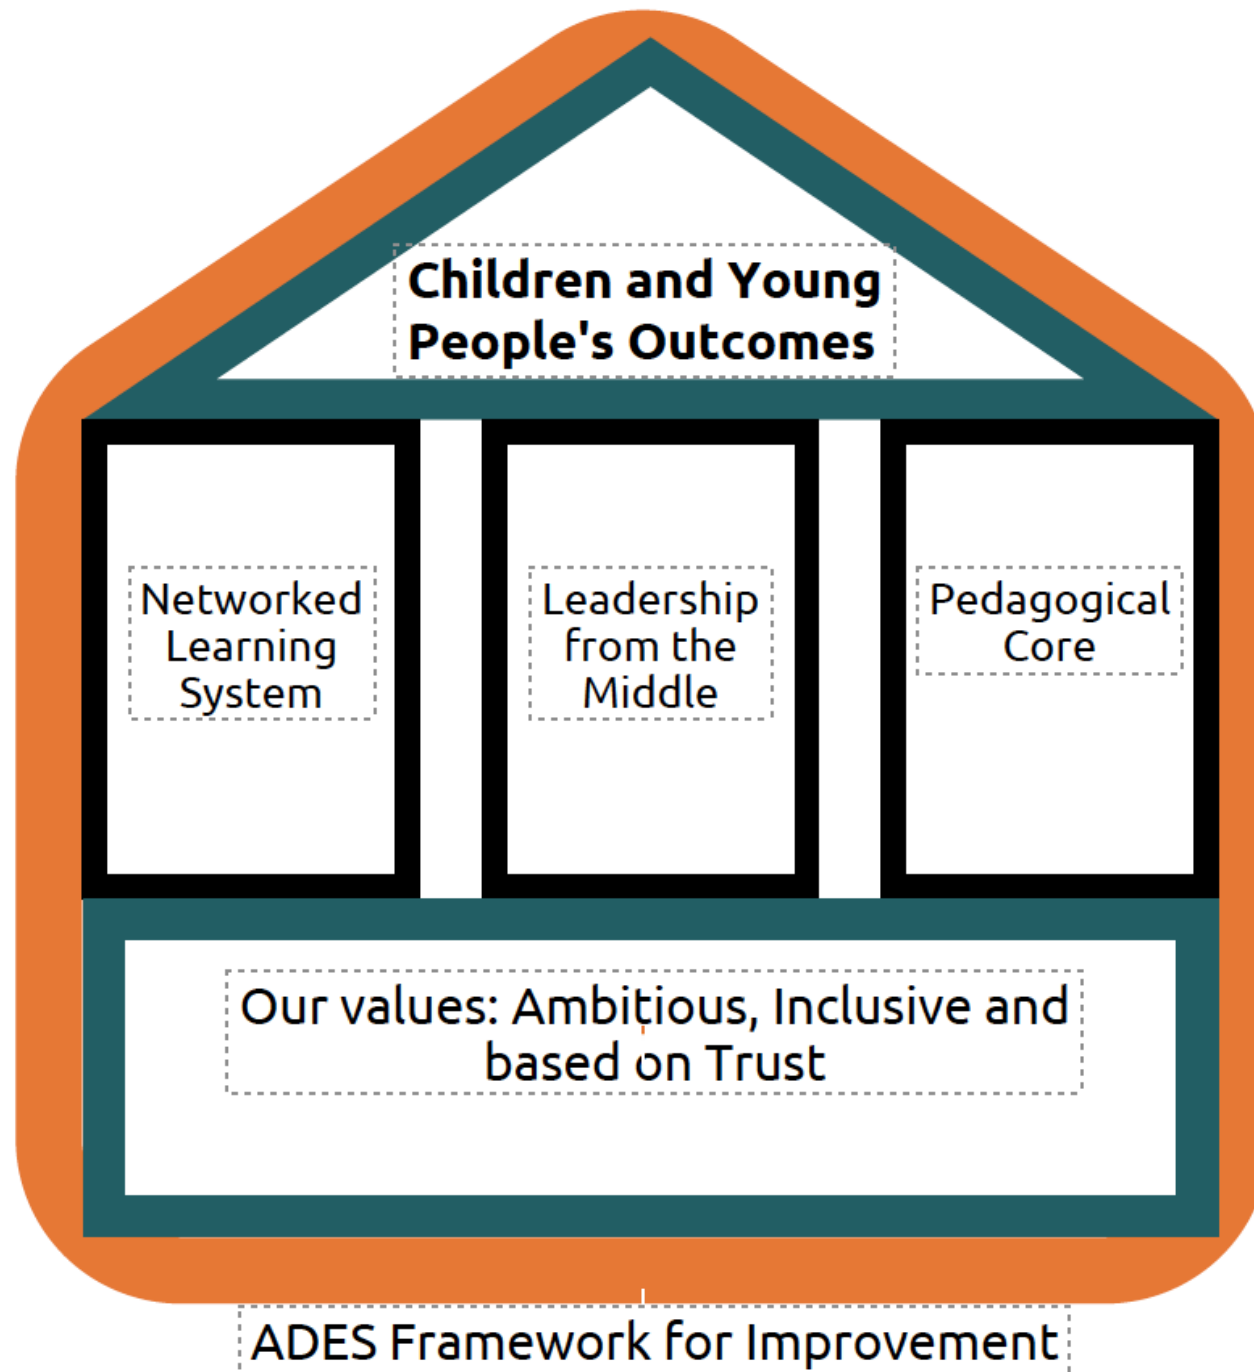 Children and Young
People's Outcomes
Networked
Learning
System
Leadership
from the
Middle
Pedagogical
Core
Our values: Ambitious, Inclusive and
based on Trust
ADES Framework for Improvement